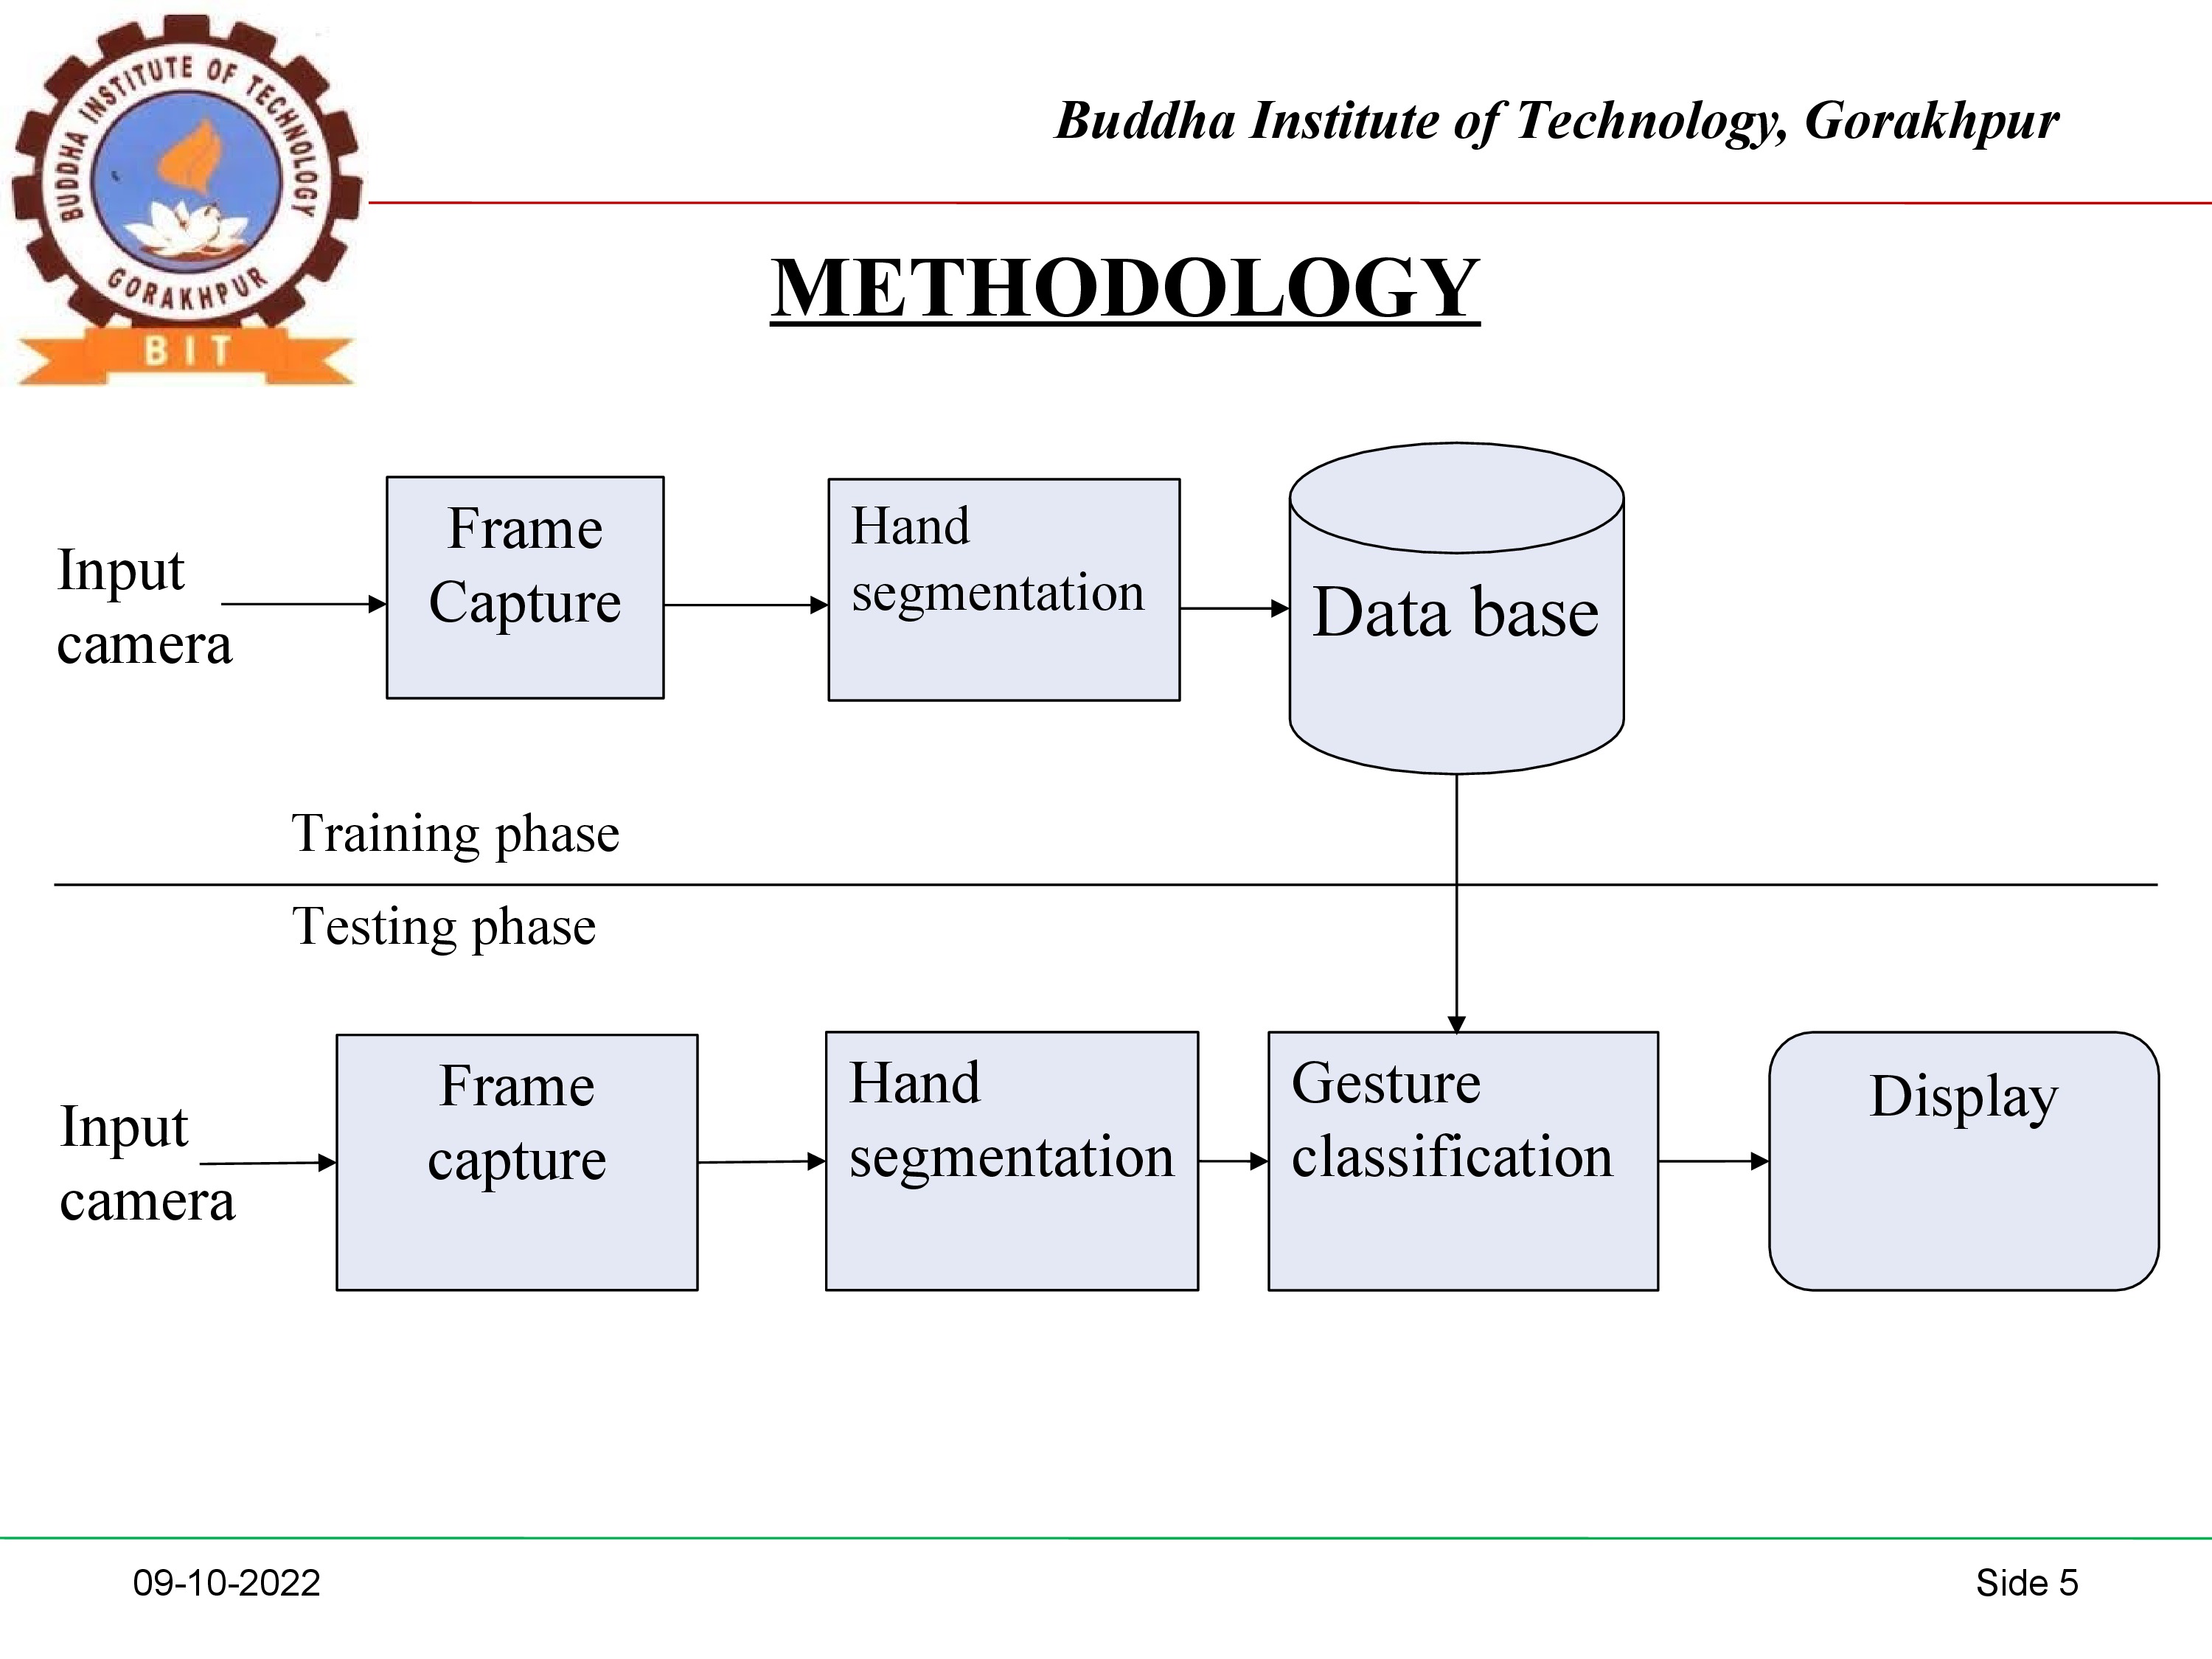 BUDDHA INSTITUTE OF TECHNOLOGY
GORAKHPUR
BIT
Buddha Institute of Technology, Gorakhpur
METHODOLOGY
Input
camera
Frame
Capture
Hand
segmentation
Data base
Training phase
Testing phase
Input
camera
Frame
capture
Hand
segmentation
Gesture
classification
Display
09-10-2022
Side 5